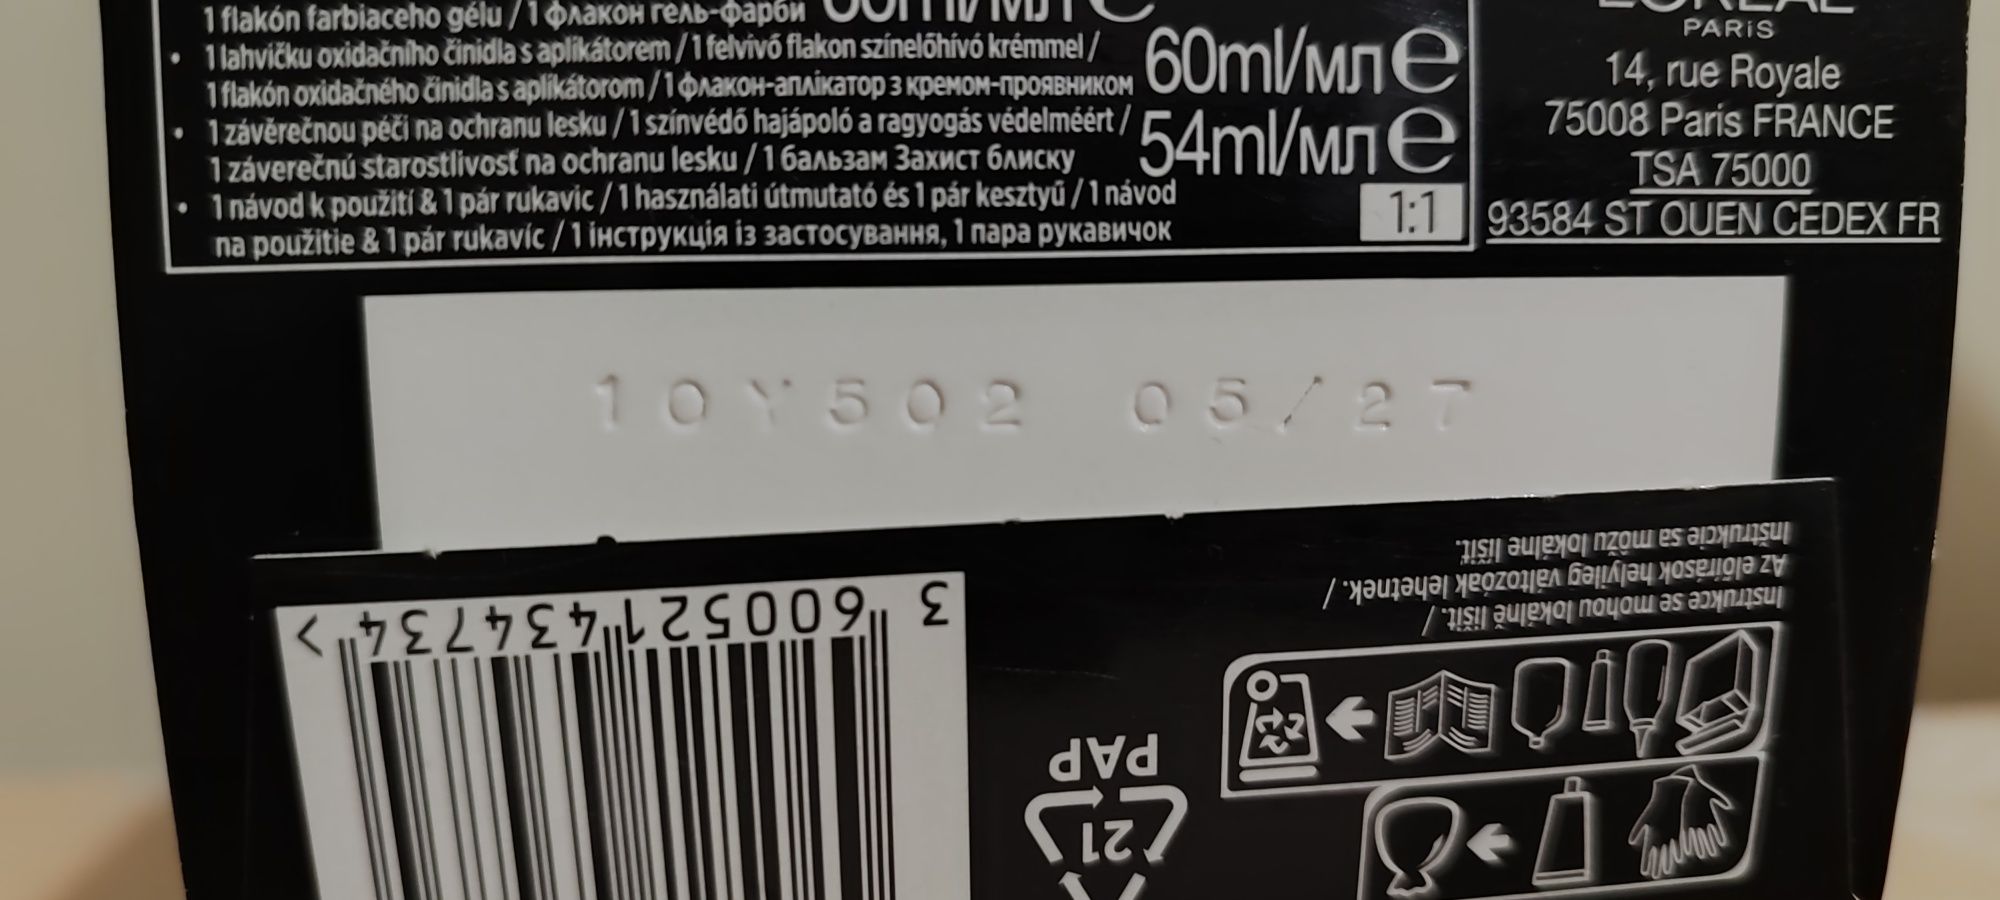 1 flakón farbiaceho gélu / 1 флакон гель-фарби 60ml/мл e
• 1 lahvičku oxidačního činidla s aplikátorem / 1 felvivő flakon színelőhívó krémmel /
1 flakón oxidačného činidla s aplikátorom / 1 флакон-аплікатор з кремом-проявником 60ml/мл e
• 1 závěrečnou péči na ochranu lesku / 1 színvédő hajápoló a ragyogás védelméért /
1 záverečnú starostlivosť na ochranu lesku / 1 бальзам Захист блиску 54ml/мл e
• 1 návod k použití & 1 pár rukavic / 1 használati útmutató és 1 pár kesztyű / 1 návod
na použitie & 1 pár rukavíc / 1 інструкція із застосування, 1 пара рукавичок
1:1
L'ORÉAL
PARiS
14, rue Royale
75008 Paris FRANCE
TSA 75000
93584 ST OUEN CEDEX FR
10Y502 05/27
Instrukce se mohou lokálně lišit. /
Az előírások helyileg változóak lehetnek. /
Inštrukcie sa môžu lokálne líšiť.
3 600521 434734 >
PAP
21